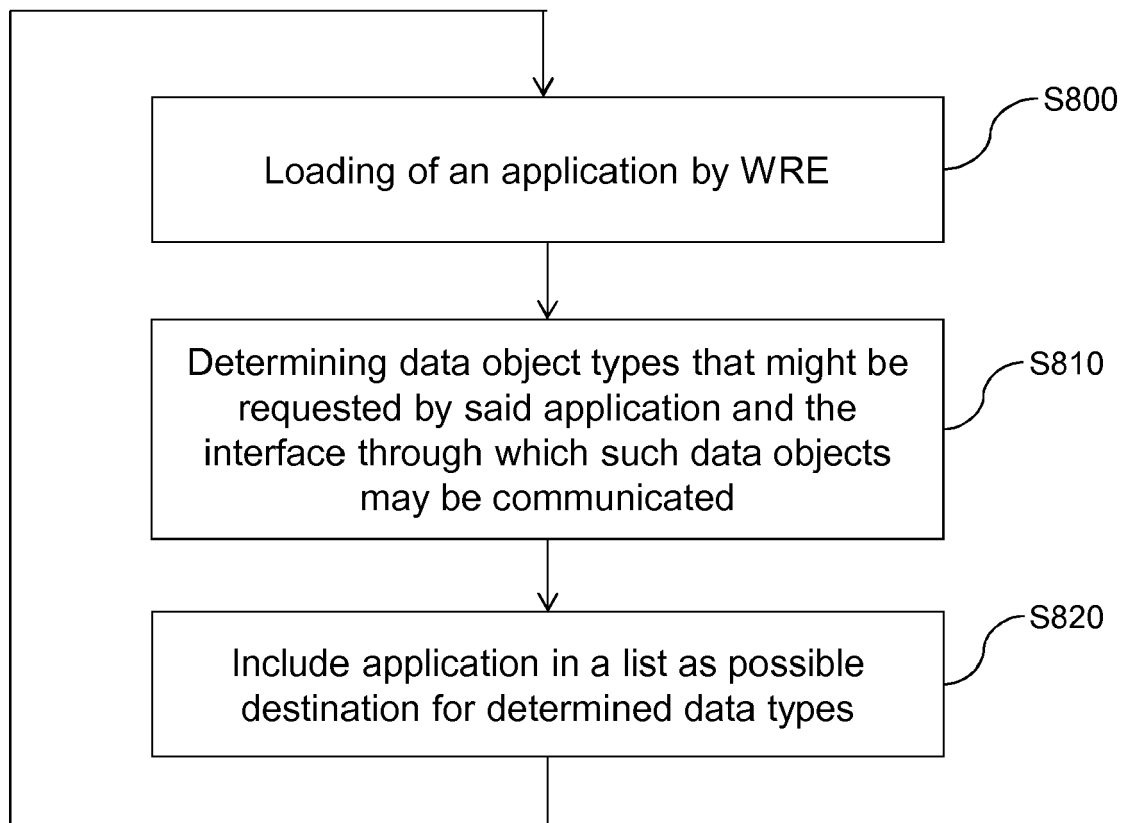 S800
Loading of an application by WRE
Determining data object types that might be
requested by said application and the
interface through which such data objects
may be communicated
S810
Include application in a list as possible
destination for determined data types
S820